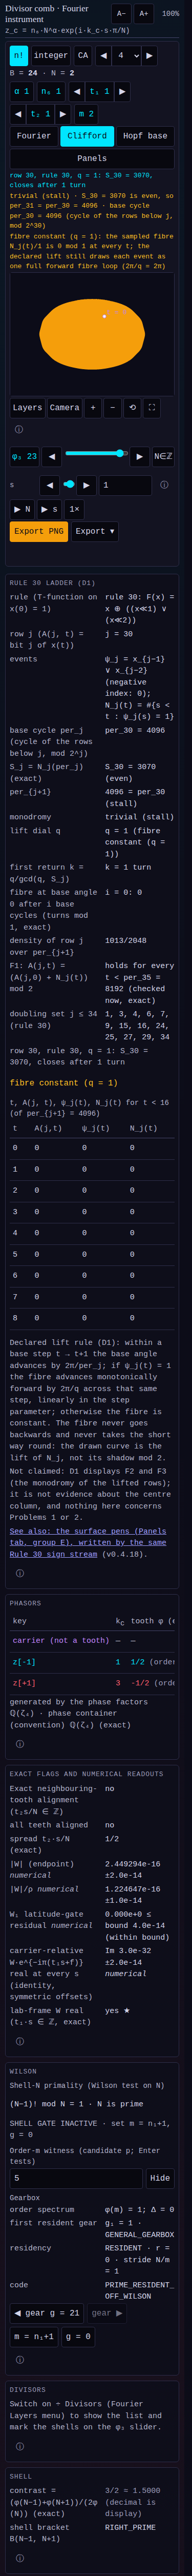 Divisor comb · Fourier instrument
z_c = n₀·N^α·exp(i·k_c·s·π/N)
A− A+ 100%
n! integer CA ◀ 4 ▶
B = 24 · N = 2
α 1 n₀ 1 ◀ t₁ 1 ▶
◀ t₂ 1 ▶ m 2
Fourier Clifford Hopf base
Panels
row 30, rule 30, q = 1: S_30 = 3070,
closes after 1 turn
trivial (stall) · S_30 = 3070 is even, so
per_31 = per_30 = 4096 · base cycle
per_30 = 4096 (cycle of the rows below j,
mod 2^30)
fibre constant (q = 1): the sampled fibre
N_j(t)/1 is 0 mod 1 at every t; the
declared lift still draws each event as
one full forward fibre loop (2π/q = 2π)
Layers Camera + − ⟲ ⛶
ⓘ
φ₀ 23 ◀ ▶ N∈ℤ
s ◀ ▶ 1 ⓘ
▶ N ▶ s 1×
Export PNG Export ▾
RULE 30 LADDER (D1)
rule (T-function on x(0) = 1) rule 30: F(x) = x ⊕ ((x≪1) ∨ (x≪2))
row j (A(j, t) = bit j of x(t)) j = 30
events ψ_j = x_{j−1} ∨ x_{j−2} (negative index: 0); N_j(t) = #{s < t : ψ_j(s) = 1}
base cycle per_j (cycle of the rows below j, mod 2^j) per_30 = 4096
S_j = N_j(per_j) (exact) S_30 = 3070 (even)
per_{j+1} 4096 = per_30 (stall)
monodromy trivial (stall)
lift dial q q = 1 (fibre constant (q = 1))
first return k = q/gcd(q, S_j) k = 1 turn
fibre at base angle 0 after i base cycles (turns mod 1, exact) i = 0: 0
density of row j over per_{j+1} 1013/2048
F1: A(j,t) = (A(j,0) + N_j(t)) mod 2 holds for every t < per_35 = 8192 (checked now, exact)
doubling set j ≤ 34 (rule 30) 1, 3, 4, 6, 7, 9, 15, 16, 24, 25, 27, 29, 34
row 30, rule 30, q = 1: S_30 = 3070, closes after 1 turn
fibre constant (q = 1)
t, A(j,t), ψ_j(t), N_j(t) for t < 16 (of per_{j+1} = 4096)
t A(j,t) ψ_j(t) N_j(t)
0 0 0 0
1 0 0 0
2 0 0 0
3 0 0 0
4 0 0 0
5 0 0 0
6 0 0 0
7 0 0 0
8 0 0 0
Declared lift rule (D1): within a
base step t → t+1 the base angle
advances by 2π/per_j; if ψ_j(t) = 1
the fibre advances monotonically
forward by 2π/q across that same
step, linearly in the step
parameter; otherwise the fibre is
constant. The fibre never goes
backwards and never takes the short
way round: the drawn curve is the
lift of N_j, not its shadow mod 2.
Not claimed: D1 displays F2 and F3
(the monodromy of the lifted rows);
it is not evidence about the centre
column, and nothing here concerns
Problems 1 or 2.
See also: the surface pens (Panels
tab, group E), written by the same
Rule 30 sign stream (v0.4.18).
ⓘ
PHASORS
key k_c tooth φ (e
carrier (not a tooth) — —
z[-1] 1 1/2 (order
z[+1] 3 -1/2 (orde
generated by the phase factors
ℚ(ζ₄) · phase container
(convention) ℚ(ζ₄) (exact)
ⓘ
EXACT FLAGS AND NUMERICAL READOUTS
Exact neighbouring-tooth alignment (t₂s/N ∈ ℤ) no
all teeth aligned no
spread t₂·s/N (exact) 1/2
|W| (endpoint) numerical 2.449294e-16 ±2.0e-14
|W|/ρ numerical 1.224647e-16 ±1.0e-14
W₁ latitude-gate residual numerical 0.000e+0 ≤ bound 4.0e-14 (within bound)
carrier-relative W·e^{−iπ(t₁s+f)} real at every s (identity, symmetric offsets) Im 3.0e-32 ±2.0e-14 numerical
lab-frame W real (t₁·s ∈ ℤ, exact) yes ★
ⓘ
WILSON
Shell-N primality (Wilson test on N)
(N−1)! mod N = 1 · N is prime
SHELL GATE INACTIVE · set m = n₁+1,
g = 0
Order-m witness (candidate p; Enter
tests)
5 Hide
Gearbox
order spectrum φ(m) = 1; Δ = 0
first resident gear g₁ = 1 · GENERAL_GEARBOX
residency RESIDENT · r = 0 · stride N/m = 1
code PRIME_RESIDENT_OFF_WILSON
◀ gear g = 21 gear ▶
m = n₁+1 g = 0
ⓘ
DIVISORS
Switch on ÷ Divisors (Fourier
Layers menu) to show the list and
mark the shells on the φ₀ slider.
ⓘ
SHELL
contrast = (φ(N−1)+φ(N+1))/(2φ(N)) (exact) 3/2 ≈ 1.5000 (decimal is display)
shell bracket B(N−1, N+1) RIGHT_PRIME
ⓘ